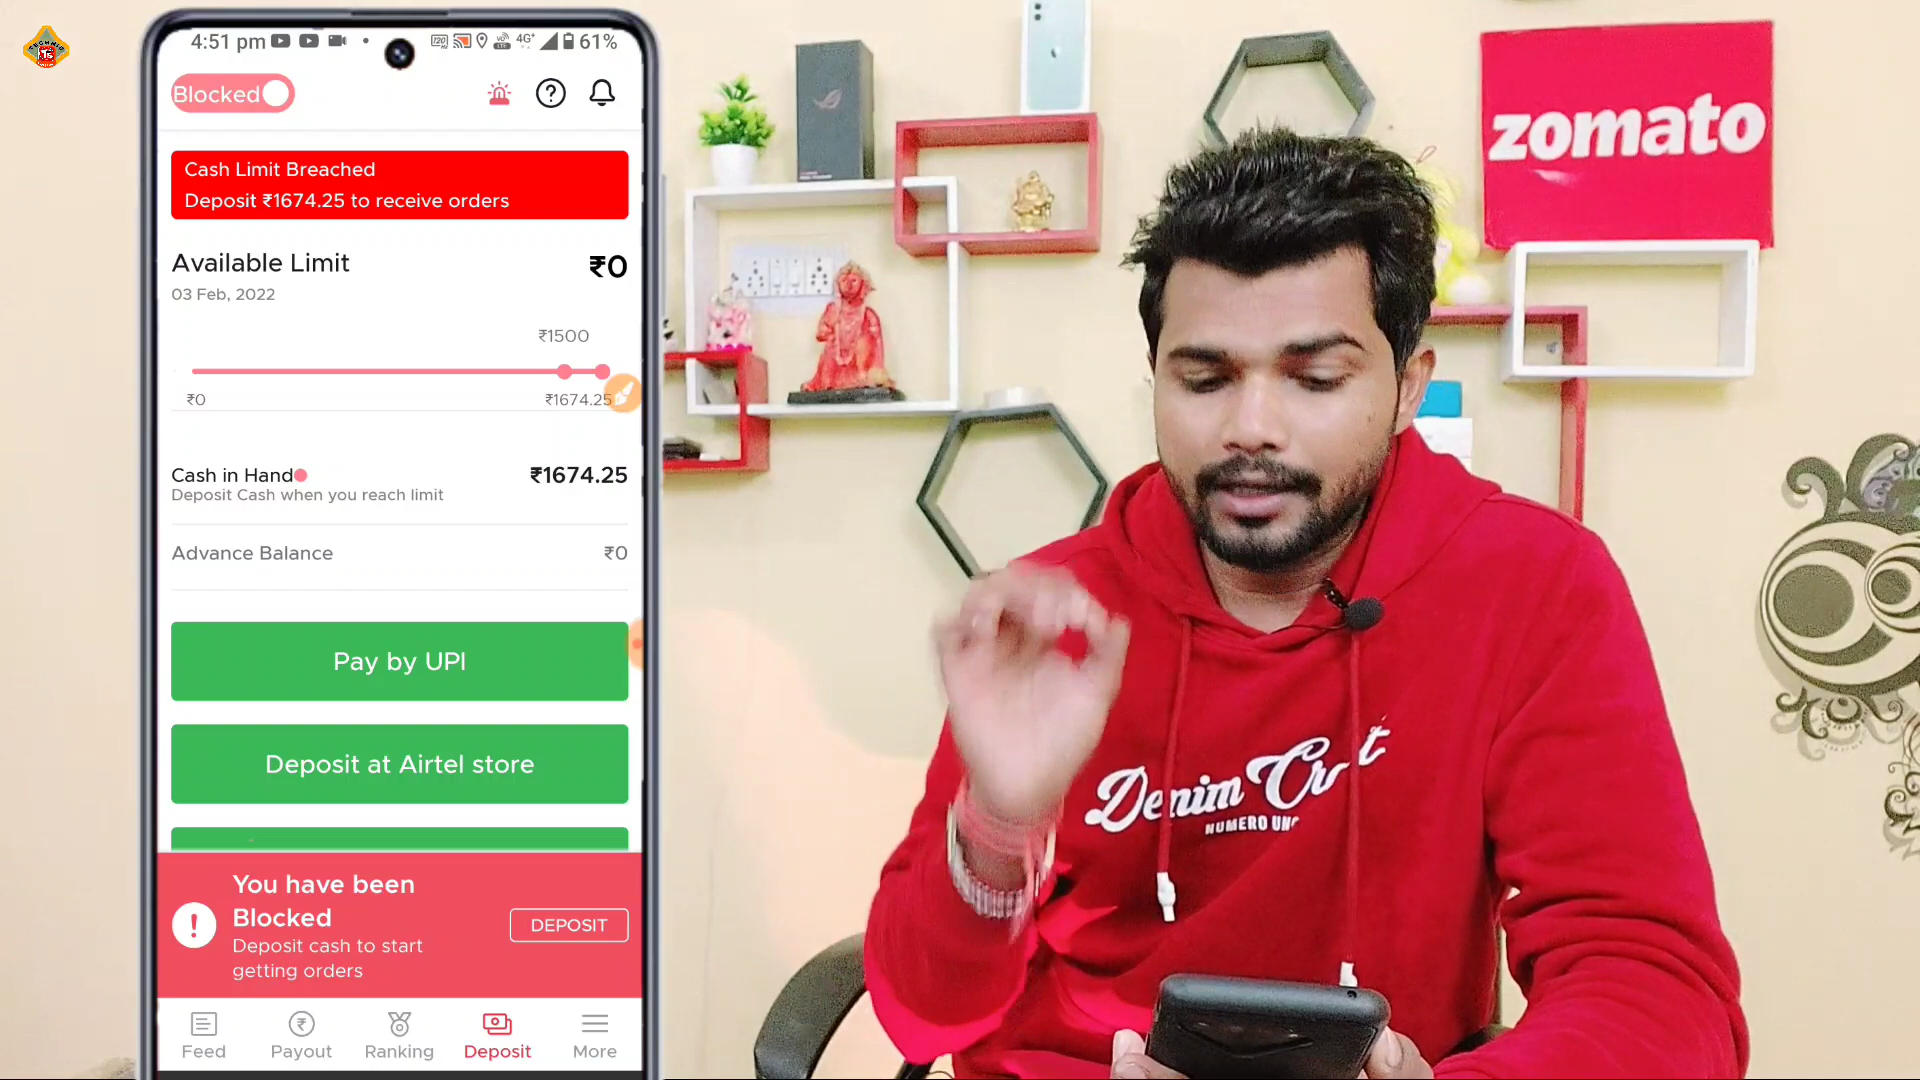 4:51 pm
4G+
61%
Blocked
Cash Limit Breached
Deposit ₹1674.25 to receive orders
Available Limit
₹0
03 Feb, 2022
₹1500
₹0
₹1674.25
Cash in Hand
₹1674.25
Deposit Cash when you reach limit
Advance Balance
₹0
Pay by UPI
Deposit at Airtel store
You have been
Blocked
Deposit cash to start
getting orders
DEPOSIT
Feed
Payout
Ranking
Deposit
More
zomato
Denim Craft
NUMERO UNO